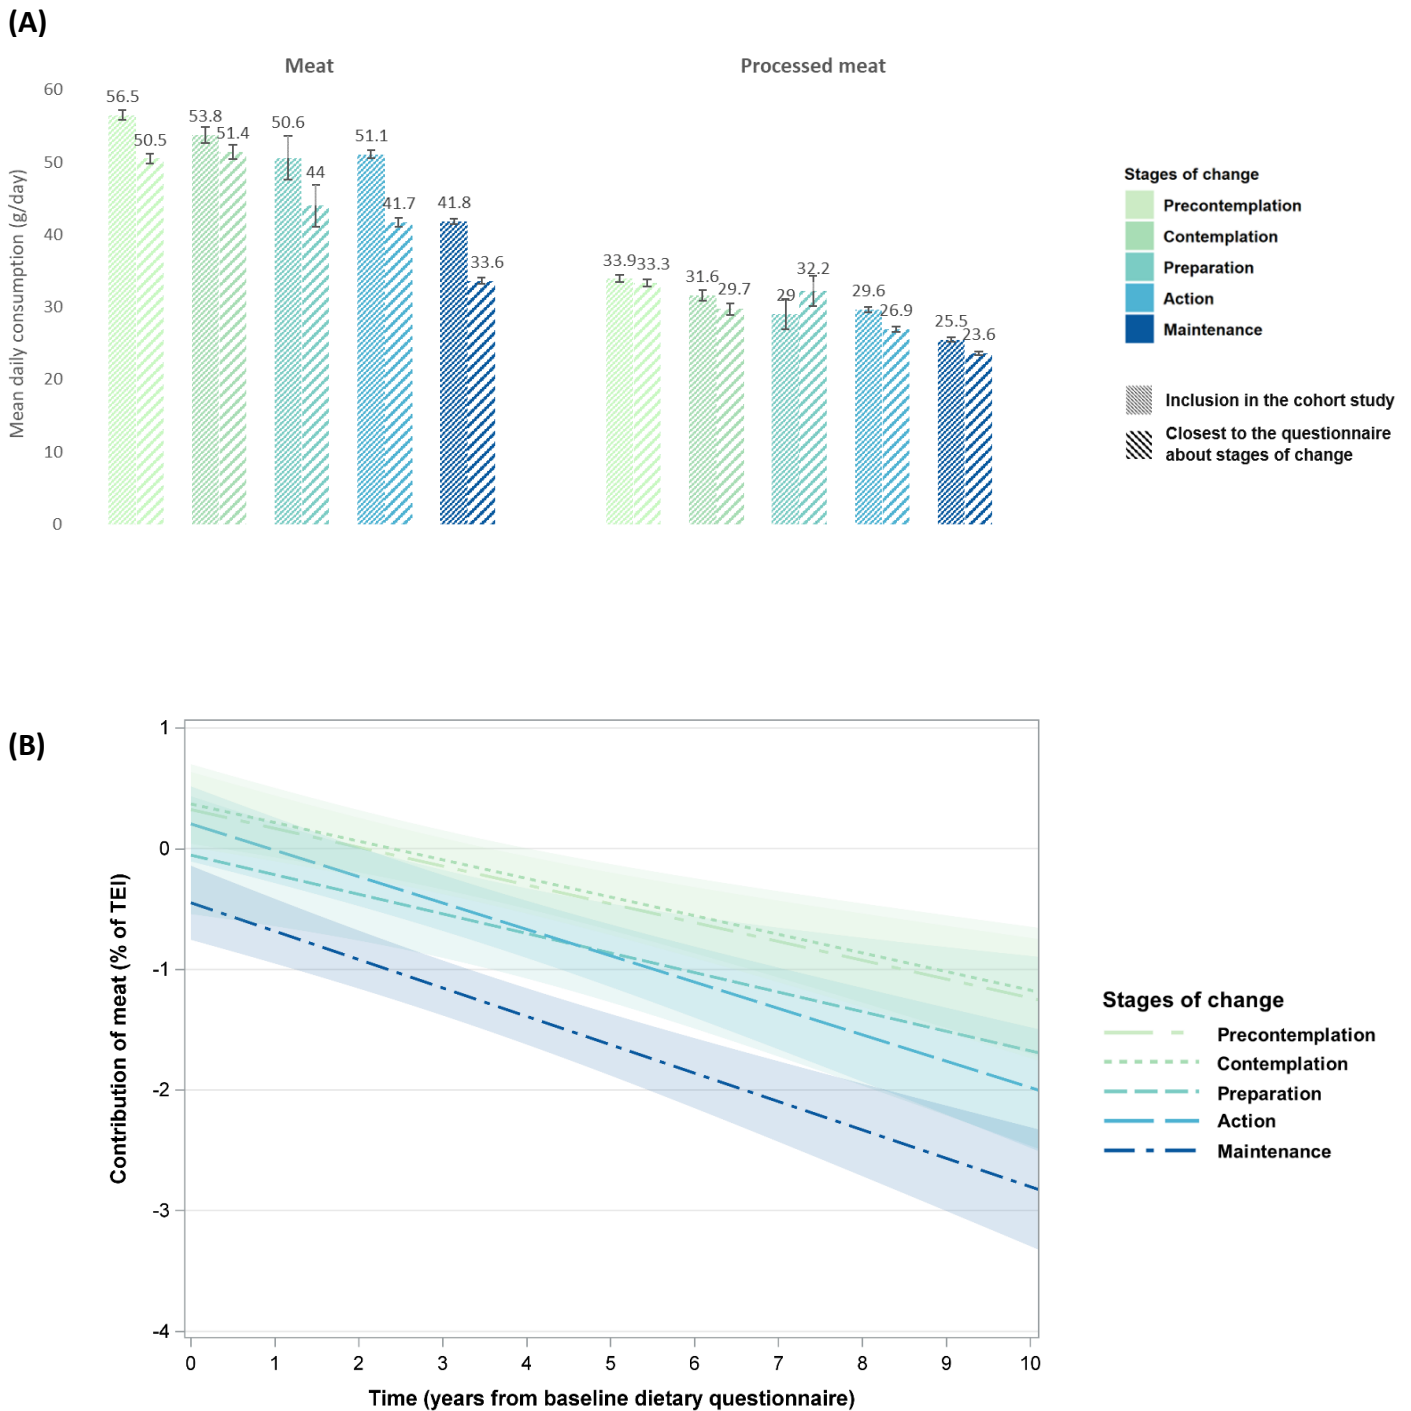 (A)
Meat
Processed meat
Mean daily consumption (g/day)
60
50
40
30
20
10
0
56.5
50.5
53.8
51.4
50.6
44
51.1
41.7
41.8
33.6
33.9
33.3
31.6
29.7
29
32.2
29.6
26.9
25.5
23.6
Stages of change
Precontemplation
Contemplation
Preparation
Action
Maintenance
Inclusion in the cohort study
Closest to the questionnaire
about stages of change
(B)
Contribution of meat (% of TEI)
1
0
-1
-2
-3
-4
0 1 2 3 4 5 6 7 8 9 10
Time (years from baseline dietary questionnaire)
Stages of change
Precontemplation
Contemplation
Preparation
Action
Maintenance